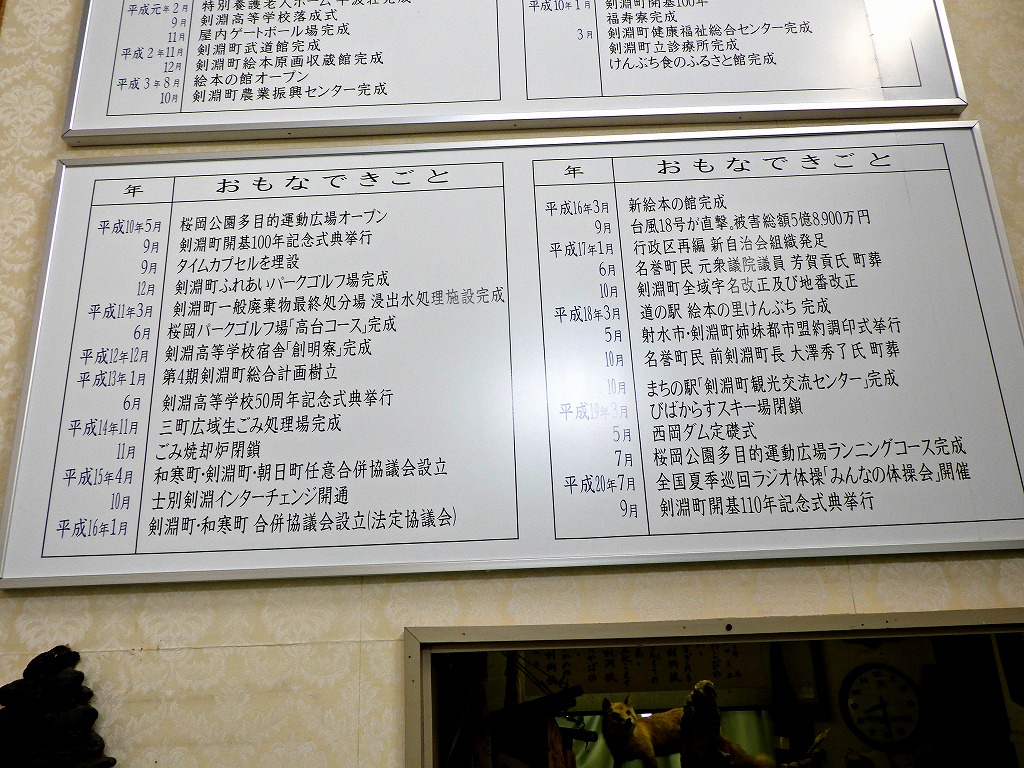 平成元年2月 特別養護老人ホーム
9月 剣淵高等学校落成式
11月 屋内ゲートボール場完成
平成2年11月 剣淵町武道館完成
12月 剣淵町絵本原画収蔵館完成
平成3年8月 絵本の館オープン
10月 剣淵町農業振興センター完成
平成10年1月 剣淵町開基100年
福寿寮完成
3月 剣淵町健康福祉総合センター完成
剣淵町立診療所完成
けんぶち食のふるさと館完成
年 おもなできごと
平成10年5月 桜岡公園多目的運動広場オープン
9月 剣淵町開基100年記念式典挙行
9月 タイムカプセルを埋設
12月 剣淵町ふれあいパークゴルフ場完成
平成11年3月 剣淵町一般廃棄物最終処分場 浸出水処理施設完成
6月 桜岡パークゴルフ場「高台コース」完成
平成12年12月 剣淵高等学校宿舎「創明寮」完成
平成13年1月 第4期剣淵町総合計画樹立
6月 剣淵高等学校50周年記念式典挙行
平成14年11月 三町広域生ごみ処理場完成
11月 ごみ焼却炉閉鎖
平成15年4月 和寒町・剣淵町・朝日町任意合併協議会設立
10月 士別剣淵インターチェンジ開通
平成16年1月 剣淵町・和寒町 合併協議会設立(法定協議会)
年 おもなできごと
平成16年3月 新絵本の館完成
9月 台風18号が直撃。被害総額5億8,900万円
平成17年1月 行政区再編 新自治会組織発足
6月 名誉町民 元衆議院議員 芳賀貢氏 町葬
10月 剣淵町全域字名改正及び地番改正
平成18年3月 道の駅 絵本の里けんぶち 完成
5月 射水市・剣淵町姉妹都市盟約調印式挙行
10月 名誉町民 前剣淵町長 大澤秀了氏 町葬
10月 まちの駅「剣淵町観光交流センター」完成
平成19年3月 びばからすスキー場閉鎖
5月 西岡ダム定礎式
7月 桜岡公園多目的運動広場ランニングコース完成
平成20年7月 全国夏季巡回ラジオ体操「みんなの体操会」開催
9月 剣淵町開基110年記念式典挙行